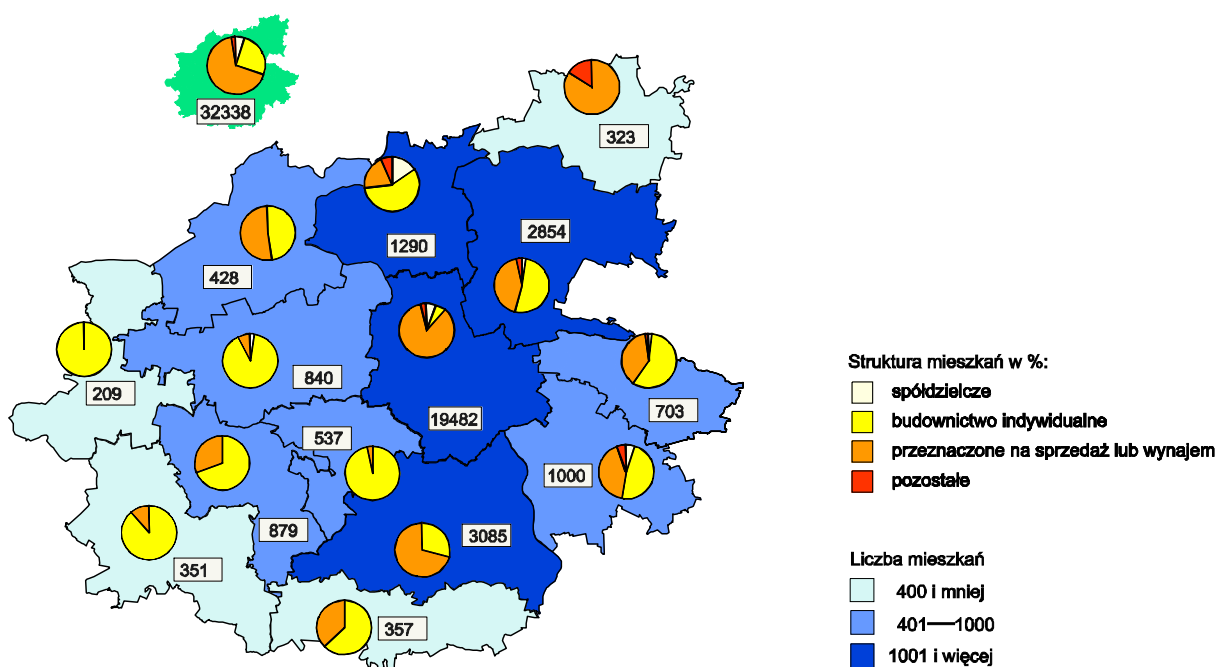 32338
323
1290
2854
428
840
209
19482
703
537
1000
879
3085
351
357
Struktura mieszkań w %:
spółdzielcze
budownictwo indywidualne
przeznaczone na sprzedaż lub wynajem
pozostałe
Liczba mieszkań
400 i mniej
401—1000
1001 i więcej